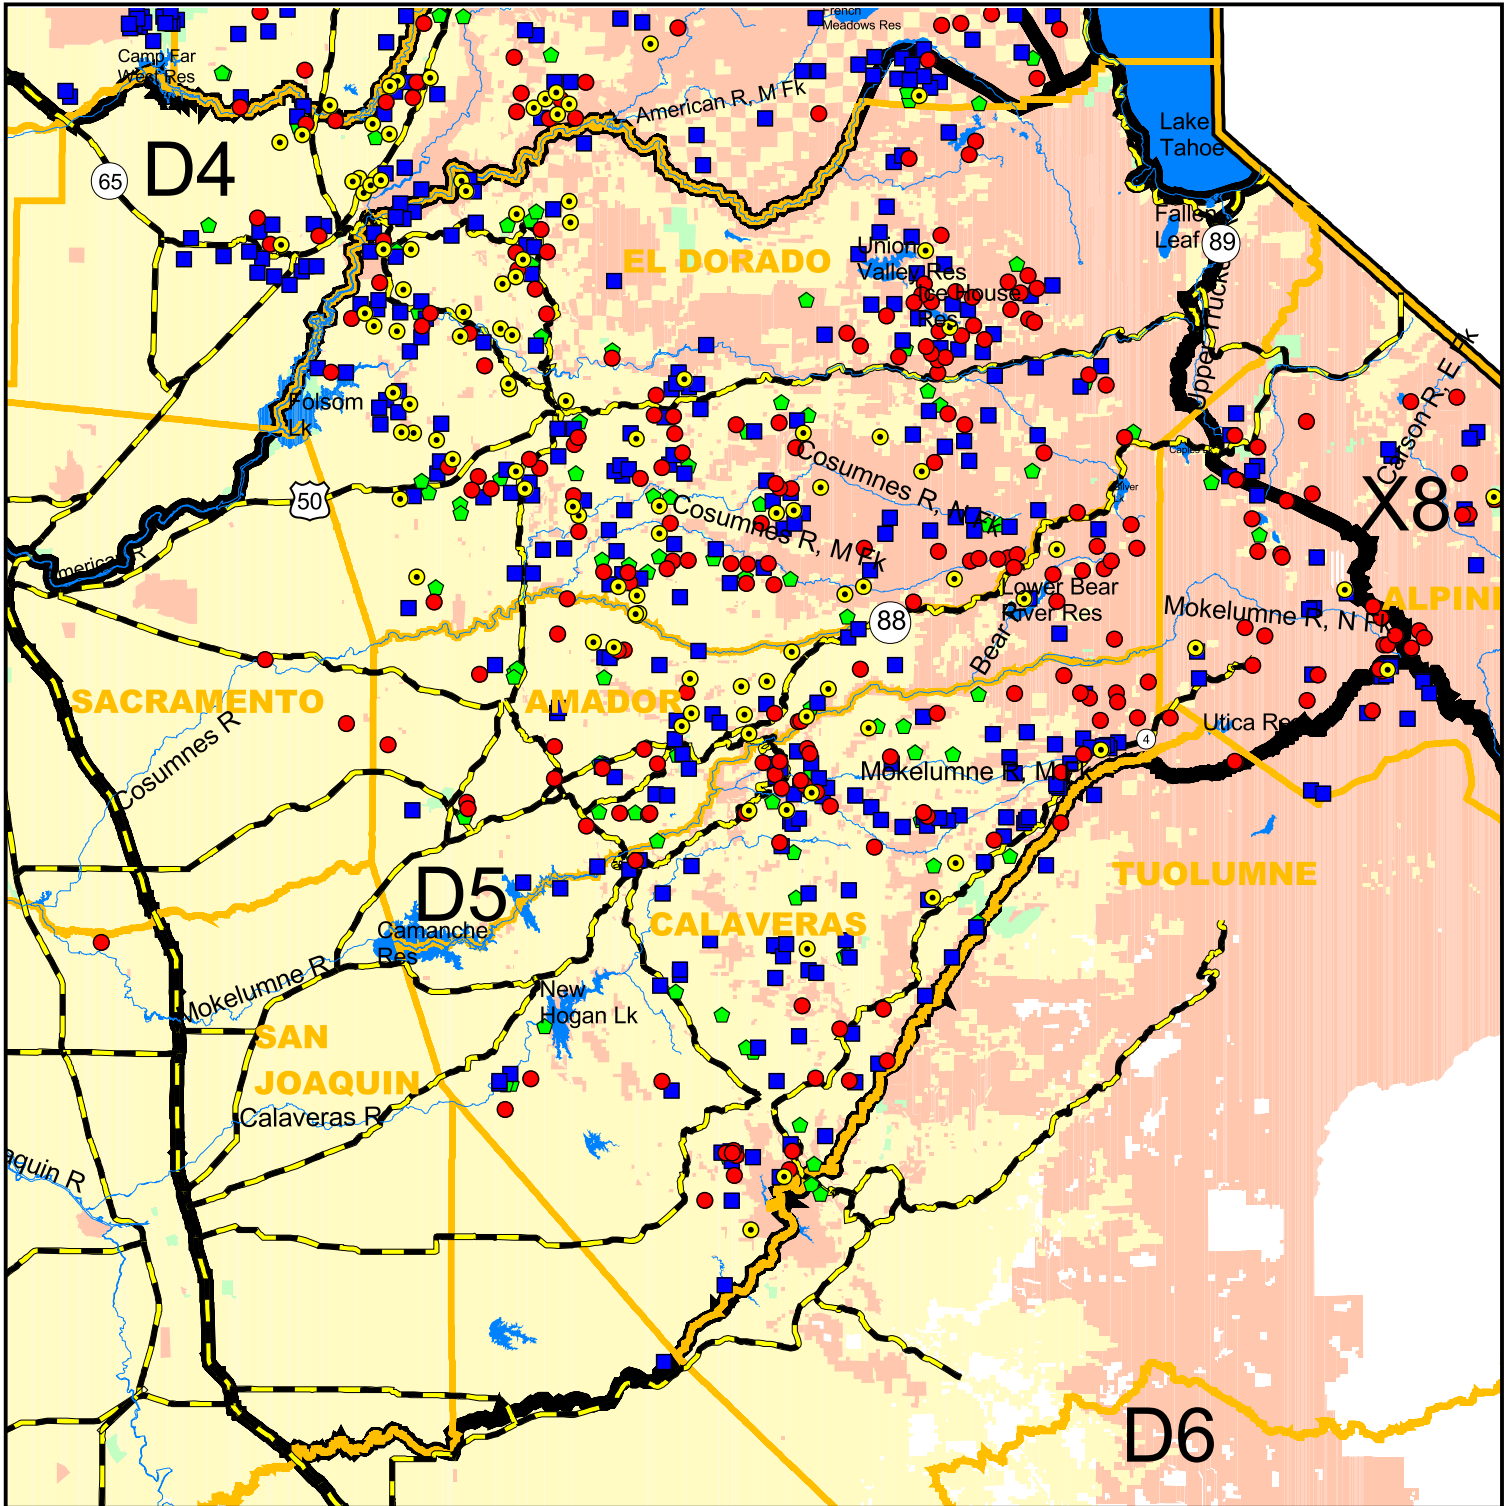 French
Meadows Res
Camp Far
West Res
American R, M Fk
Lake
Tahoe
D4
65
Fallen
Leaf
89
EL DORADO
Union
Valley Res
Ice House
Res
Upper Truckee
Carson R, E Fk
Folsom
Lk
Cosumnes R, N Fk
50
X8
Cosumnes R, M Fk
American R
Lower Bear
River Res
88
Mokelumne R, N Fk
ALPINE
Bear R
SACRAMENTO
AMADOR
Cosumnes R
Utica Res
4
Mokelumne R, M Fk
TUOLUMNE
D5
CALAVERAS
Camanche
Res
Mokelumne R
New
Hogan Lk
SAN
JOAQUIN
Calaveras R
aquin R
D6